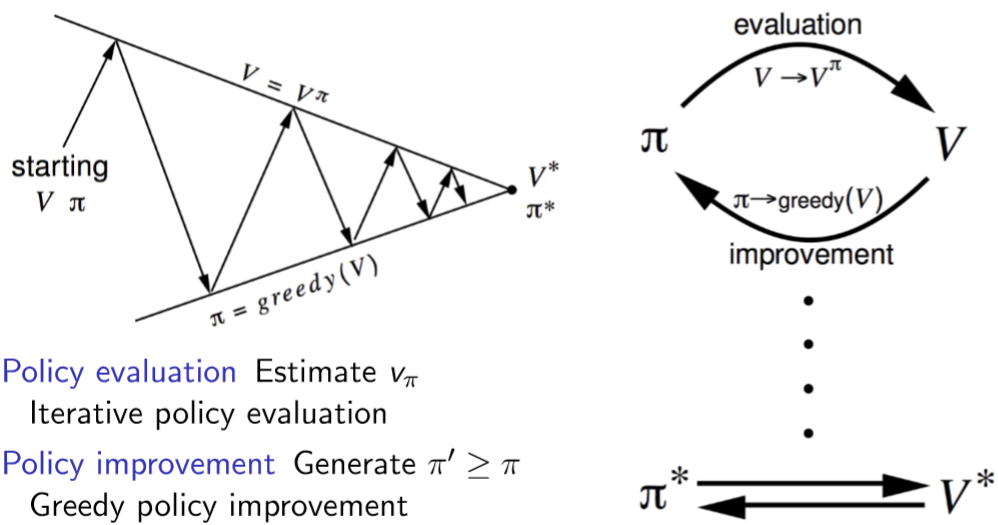 V = Vπ
starting
V π
V*
π*
π = greedy(V)
Policy evaluation Estimate vπ
Iterative policy evaluation
Policy improvement Generate π′ ≥ π
Greedy policy improvement
evaluation
V →Vπ
π
V
π→greedy(V)
improvement
π*
V*